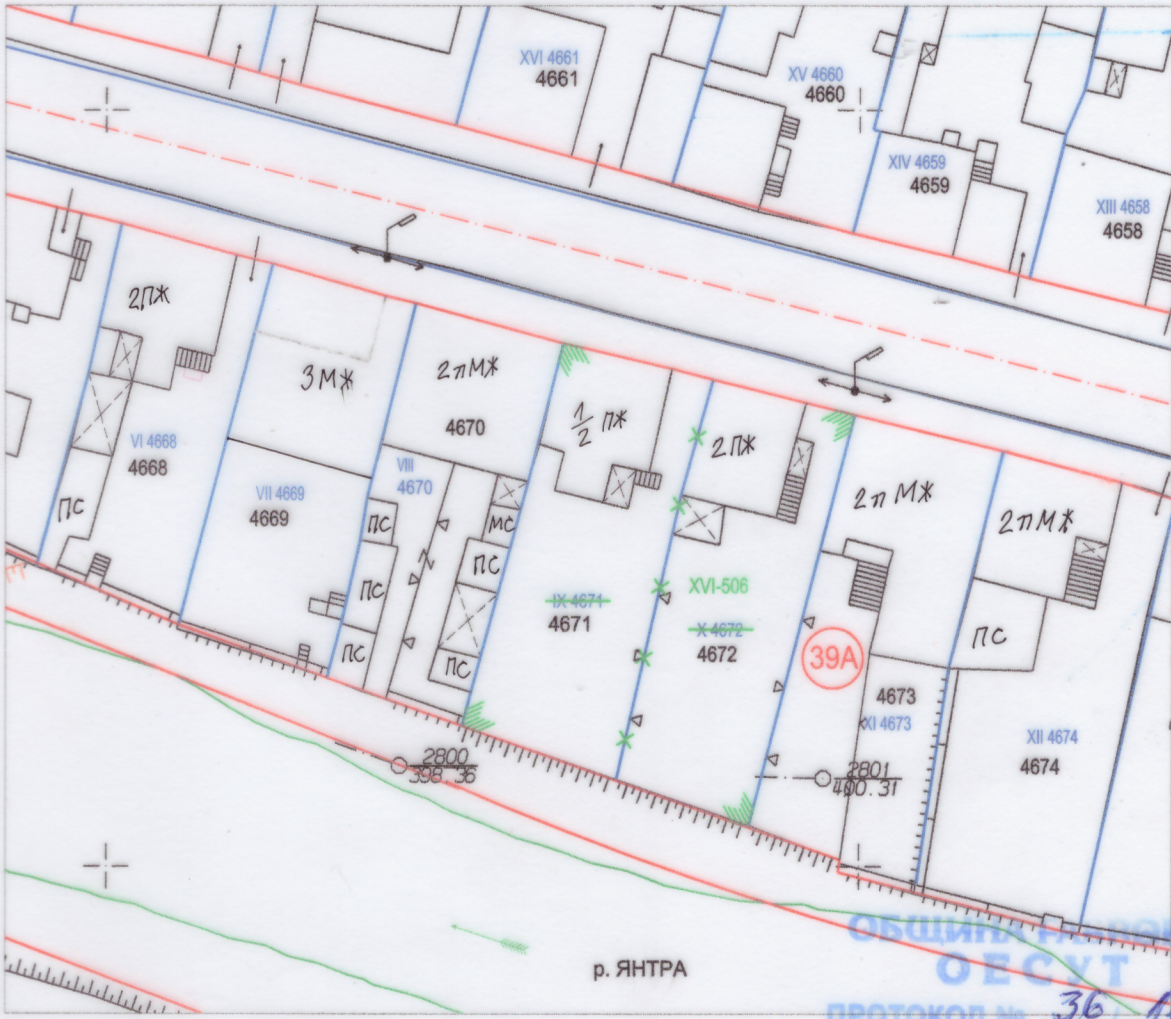 XVI 4661
4661
XV 4660
4660
XIV 4659
4659
XIII 4658
4658
2ПЖ
3МЖ
2пМЖ
4670
1/2 ПЖ
2ПЖ
2пМЖ
2пМЖ
VI 4668
4668
VII 4669
4669
VIII
4670
ПС
ПС
МС
ПС
ПС
ПС
ПС
IX 4671
4671
XVI-506
X 4672
4672
39А
4673
XI 4673
ПС
XII 4674
4674
2800
398.36
2801
400.31
р. ЯНТРА
ОБЩИНА
ОЕСУТ
ПРОТОКОЛ № 36